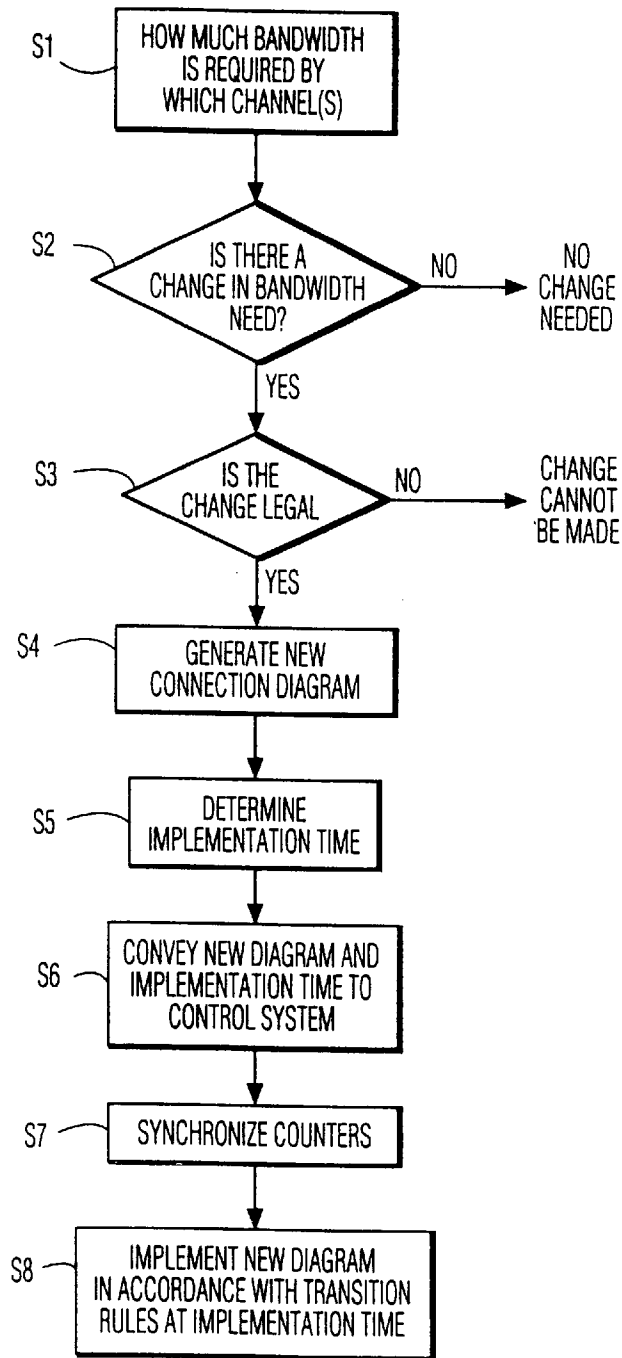 S1
HOW MUCH BANDWIDTH
IS REQUIRED BY
WHICH CHANNEL(S)
S2
IS THERE A
CHANGE IN BANDWIDTH
NEED?
NO
NO
CHANGE
NEEDED
YES
S3
IS THE
CHANGE LEGAL
NO
CHANGE
CANNOT
BE MADE
YES
S4
GENERATE NEW
CONNECTION DIAGRAM
S5
DETERMINE
IMPLEMENTATION TIME
S6
CONVEY NEW DIAGRAM AND
IMPLEMENTATION TIME TO
CONTROL SYSTEM
S7
SYNCHRONIZE COUNTERS
S8
IMPLEMENT NEW DIAGRAM
IN ACCORDANCE WITH TRANSITION
RULES AT IMPLEMENTATION TIME